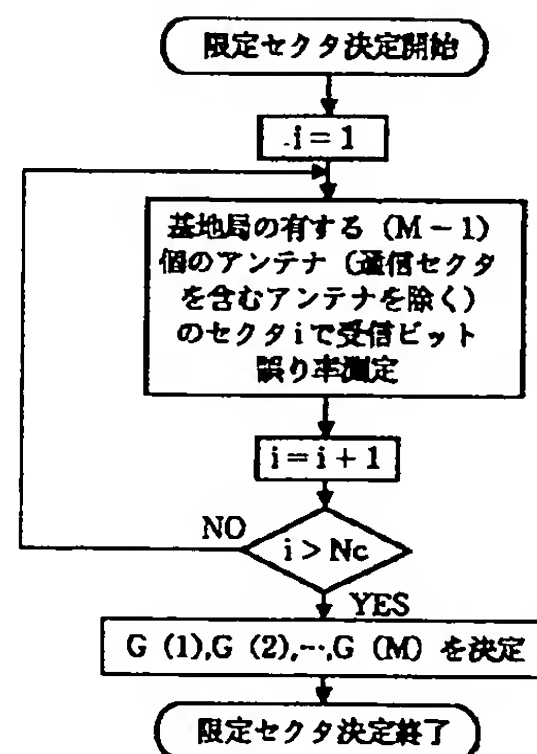 限定セクタ決定開始
i = 1
基地局の有する (M - 1)
個のアンテナ (通信セクタ
を含むアンテナを除く)
のセクタ i で受信ビット
誤り率測定
i = i + 1
NO
i > Nc
YES
G (1),G (2),…,G (M) を決定
限定セクタ決定終了